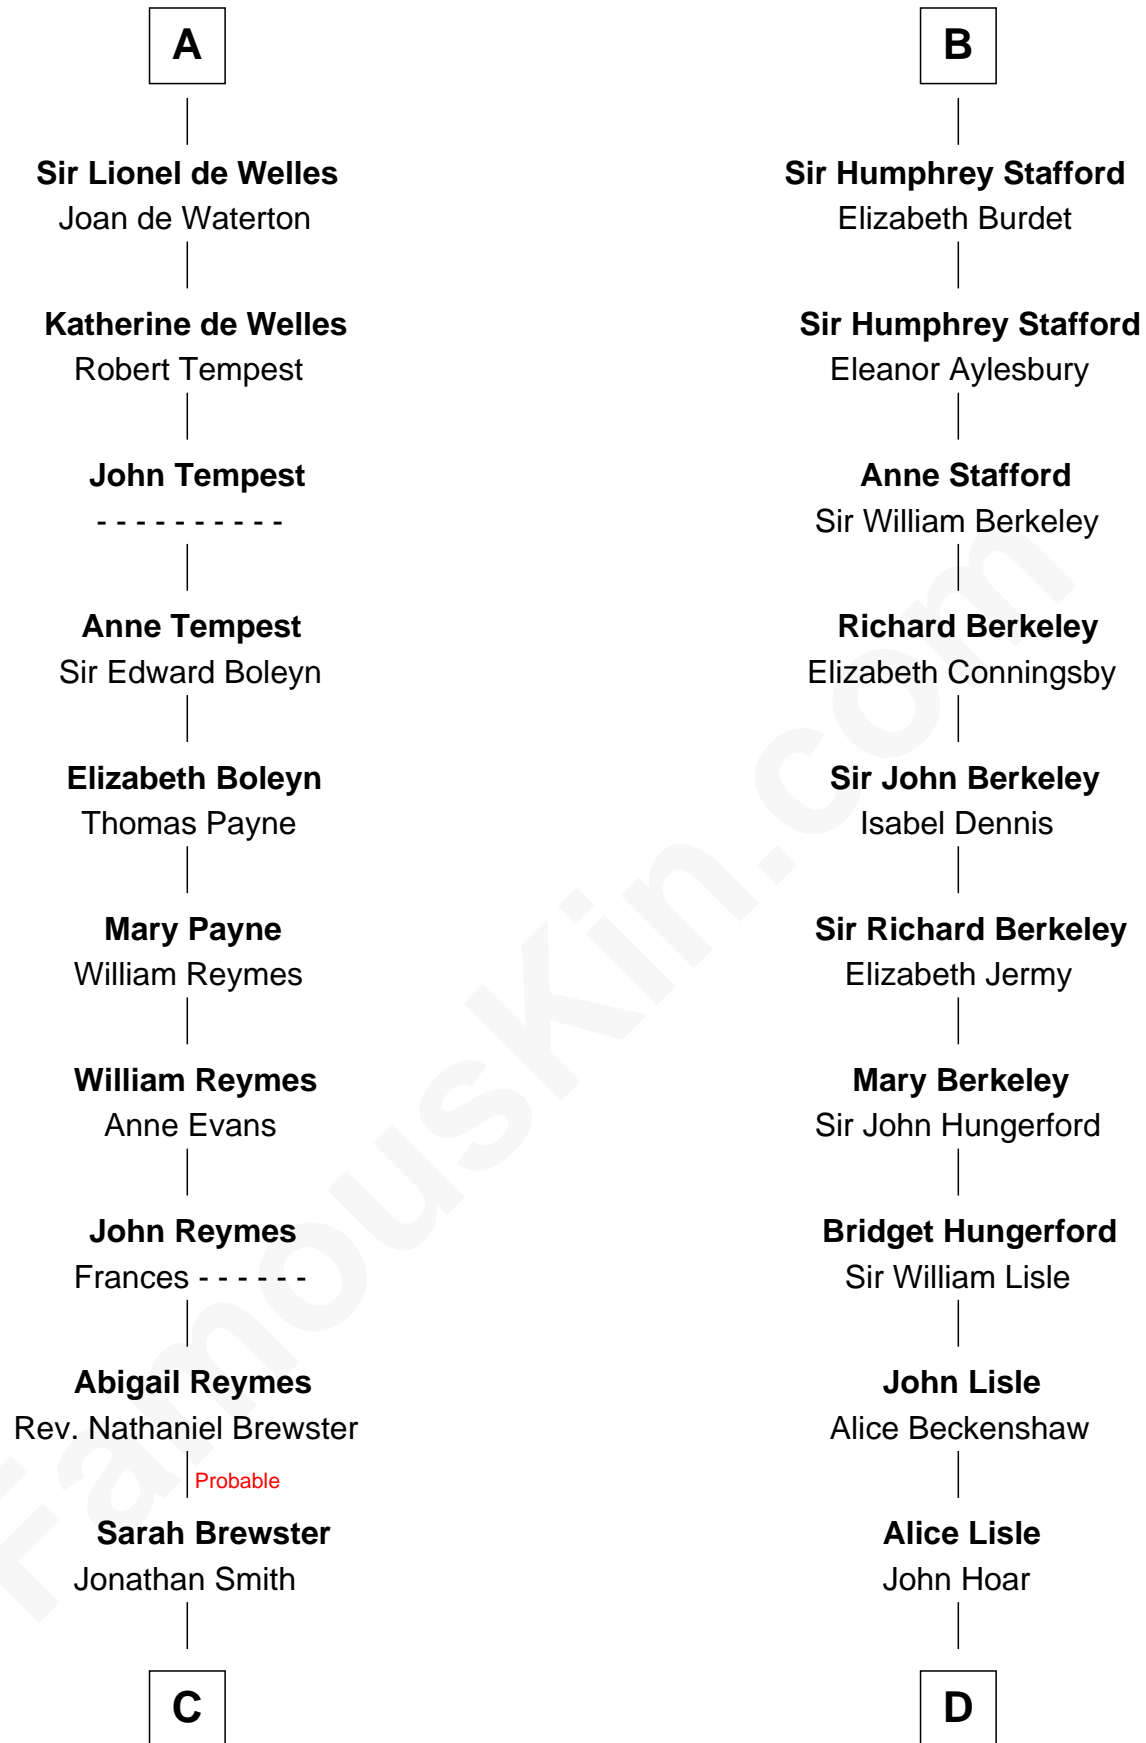 A
Sir Lionel de Welles
Joan de Waterton
Katherine de Welles
Robert Tempest
John Tempest
- - - - - - - - - -
Anne Tempest
Sir Edward Boleyn
Elizabeth Boleyn
Thomas Payne
Mary Payne
William Reymes
William Reymes
Anne Evans
John Reymes
Frances - - - - - -
Abigail Reymes
Rev. Nathaniel Brewster
Probable
Sarah Brewster
Jonathan Smith
C
B
Sir Humphrey Stafford
Elizabeth Burdet
Sir Humphrey Stafford
Eleanor Aylesbury
Anne Stafford
Sir William Berkeley
Richard Berkeley
Elizabeth Conningsby
Sir John Berkeley
Isabel Dennis
Sir Richard Berkeley
Elizabeth Jermy
Mary Berkeley
Sir John Hungerford
Bridget Hungerford
Sir William Lisle
John Lisle
Alice Beckenshaw
Alice Lisle
John Hoar
D
FamousKin.com